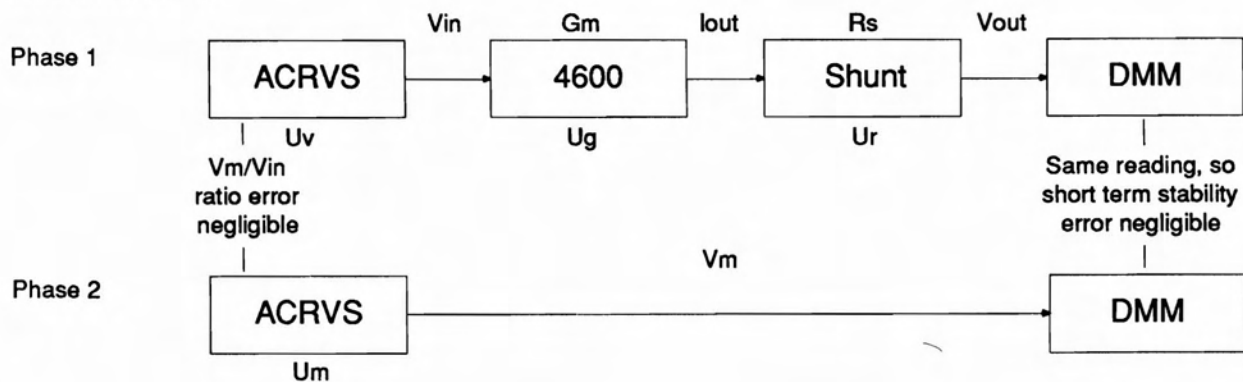 Vin Gm Iout Rs Vout
Phase 1
ACRVS 4600 Shunt DMM
Uv Ug Ur
Vm/Vin
ratio error
negligible
Same reading, so
short term stability
error negligible
Vm
Phase 2
ACRVS DMM
Um